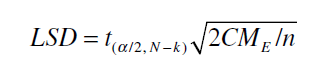 LSD = t_(α/2, N−k) √2CM_E/n